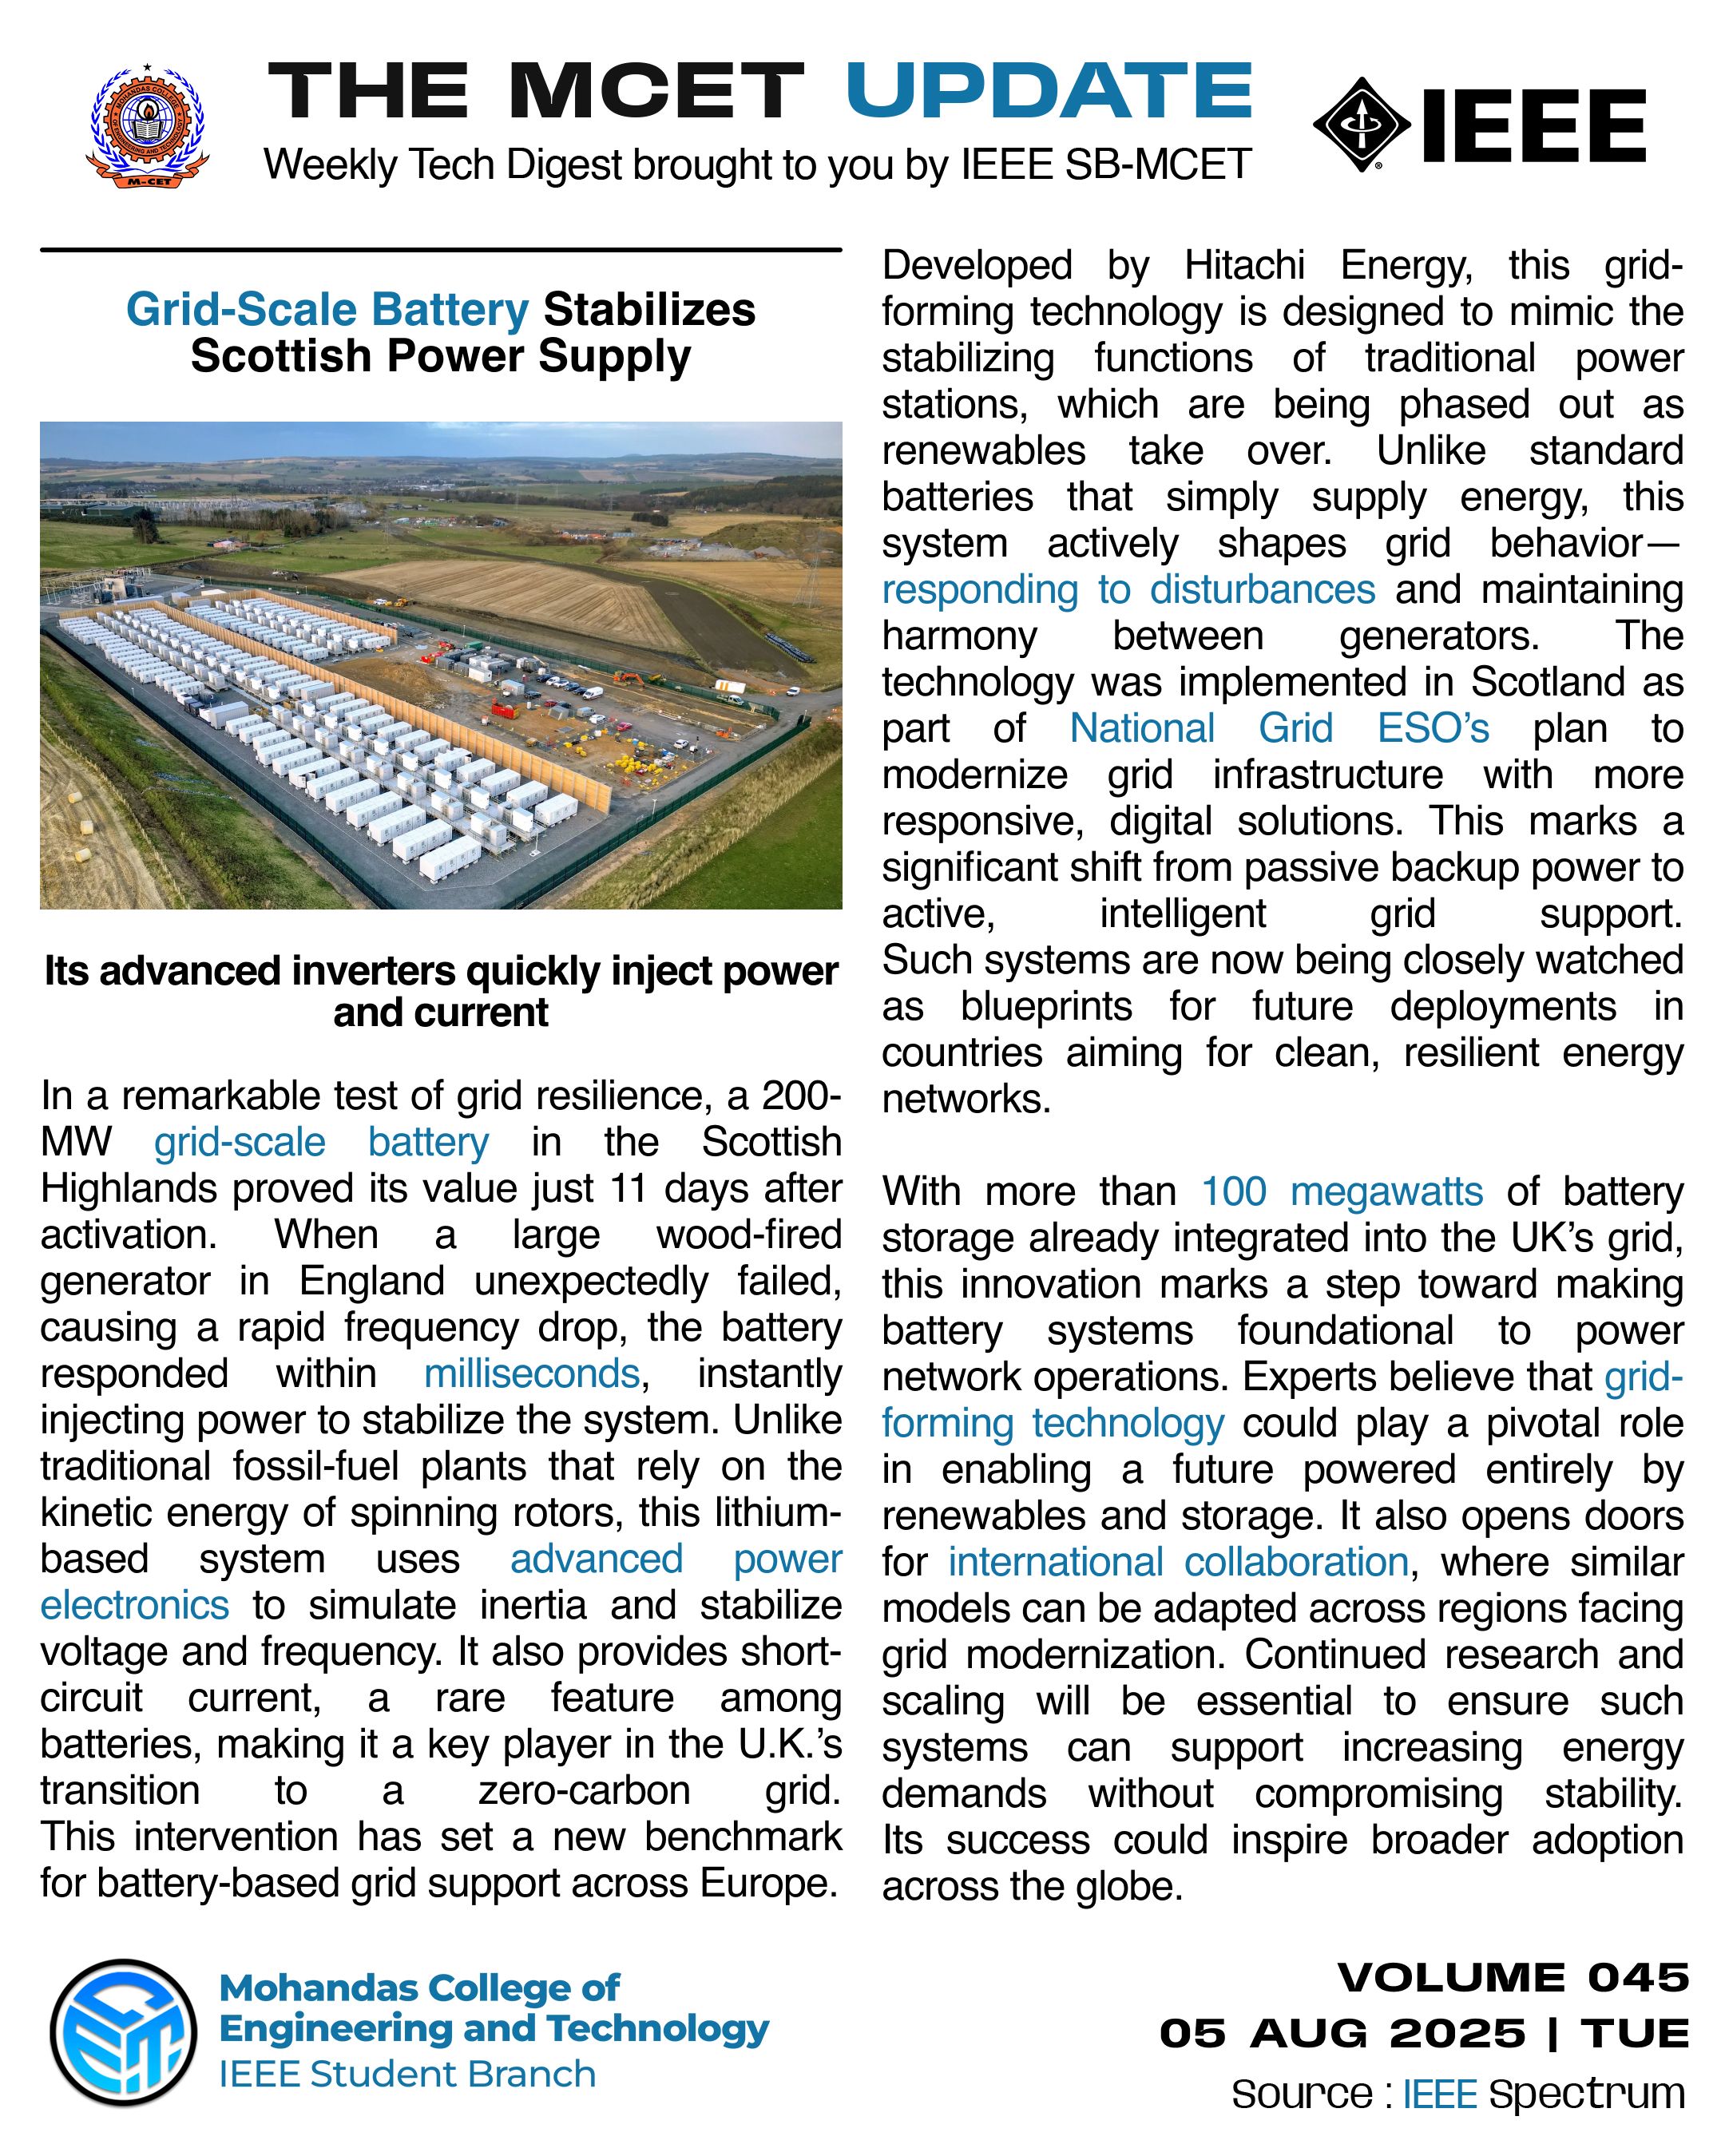 THE MCET UPDATE
Weekly Tech Digest brought to you by IEEE SB-MCET
MOHANDAS COLLEGE
OF ENGINEERING AND TECHNOLOGY
M-CET
IEEE
®
Grid-Scale Battery Stabilizes
Scottish Power Supply
Its advanced inverters quickly inject power
and current
In a remarkable test of grid resilience, a 200-
MW grid-scale battery in the Scottish
Highlands proved its value just 11 days after
activation. When a large wood-fired
generator in England unexpectedly failed,
causing a rapid frequency drop, the battery
responded within milliseconds, instantly
injecting power to stabilize the system. Unlike
traditional fossil-fuel plants that rely on the
kinetic energy of spinning rotors, this lithium-
based system uses advanced power
electronics to simulate inertia and stabilize
voltage and frequency. It also provides short-
circuit current, a rare feature among
batteries, making it a key player in the U.K.’s
transition to a zero-carbon grid.
This intervention has set a new benchmark
for battery-based grid support across Europe.
Developed by Hitachi Energy, this grid-
forming technology is designed to mimic the
stabilizing functions of traditional power
stations, which are being phased out as
renewables take over. Unlike standard
batteries that simply supply energy, this
system actively shapes grid behavior—
responding to disturbances and maintaining
harmony between generators. The
technology was implemented in Scotland as
part of National Grid ESO’s plan to
modernize grid infrastructure with more
responsive, digital solutions. This marks a
significant shift from passive backup power to
active, intelligent grid support.
Such systems are now being closely watched
as blueprints for future deployments in
countries aiming for clean, resilient energy
networks.
With more than 100 megawatts of battery
storage already integrated into the UK’s grid,
this innovation marks a step toward making
battery systems foundational to power
network operations. Experts believe that grid-
forming technology could play a pivotal role
in enabling a future powered entirely by
renewables and storage. It also opens doors
for international collaboration, where similar
models can be adapted across regions facing
grid modernization. Continued research and
scaling will be essential to ensure such
systems can support increasing energy
demands without compromising stability.
Its success could inspire broader adoption
across the globe.
Mohandas College of
Engineering and Technology
IEEE Student Branch
VOLUME 045
05 AUG 2025 | TUE
Source : IEEE Spectrum